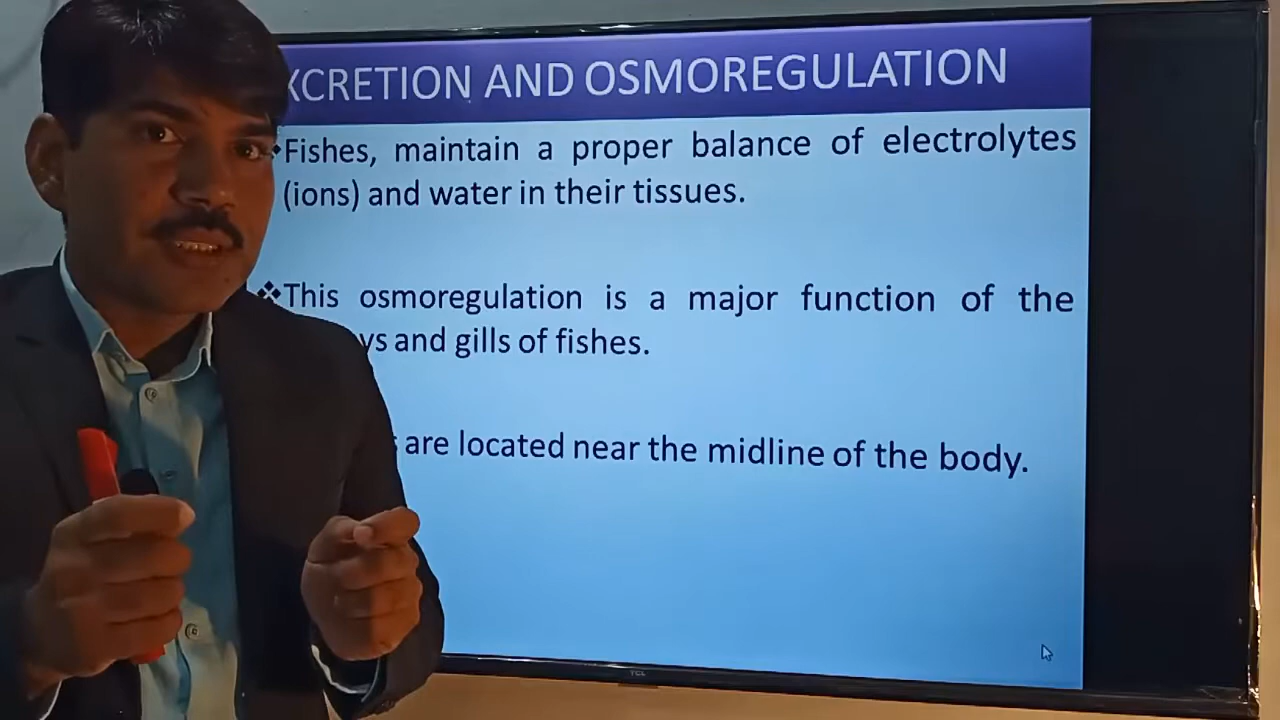 XCRETION AND OSMOREGULATION
❖Fishes, maintain a proper balance of electrolytes
(ions) and water in their tissues.
❖This osmoregulation is a major function of the
ys and gills of fishes.
s are located near the midline of the body.
TCL